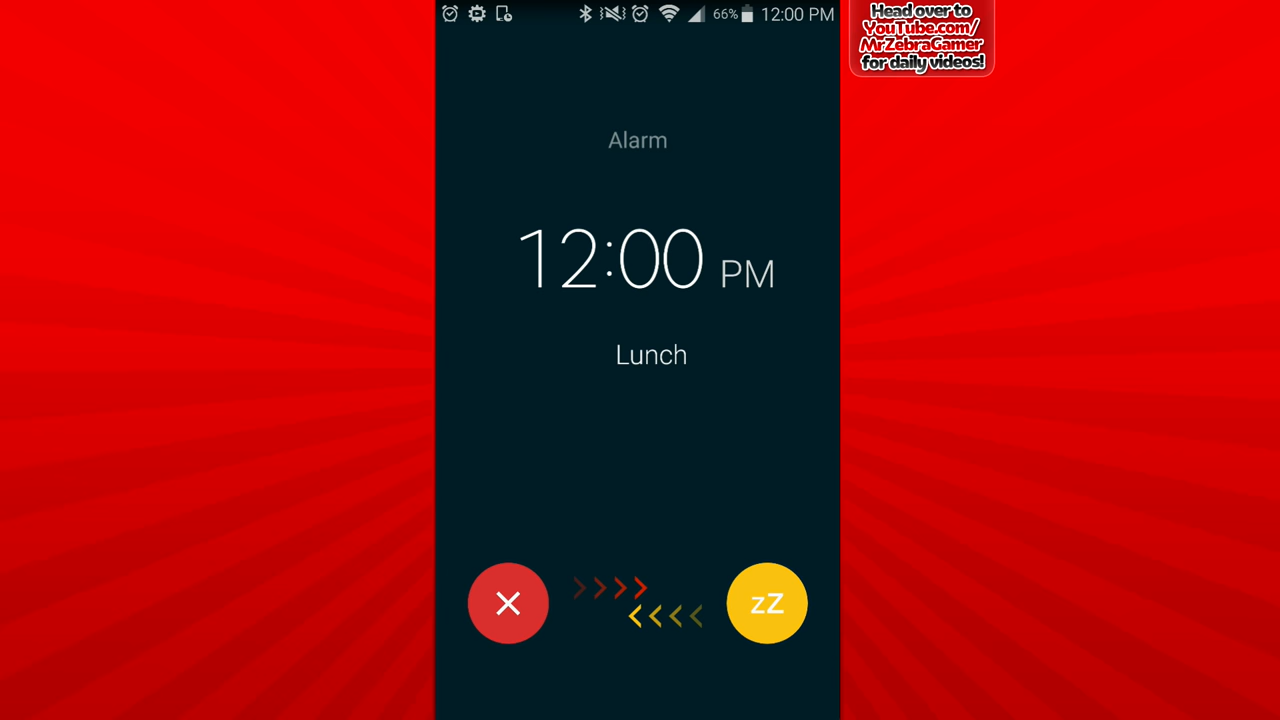 66% 12:00 PM
Head over to
YouTube.com/
MrZebraGamer
for daily videos!
Alarm
12:00 PM
Lunch
zZ